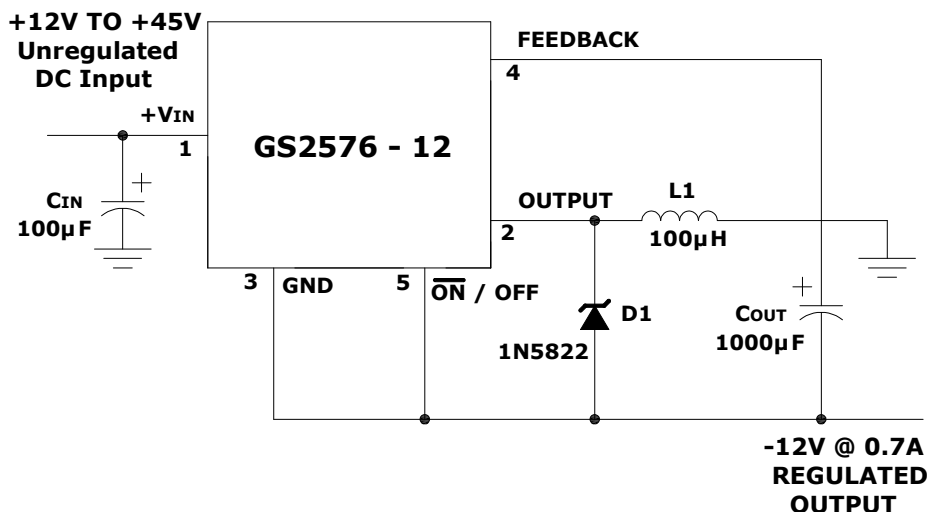 +12V TO +45V
Unregulated
DC Input
+VIN
1
CIN
100µF
GS2576 - 12
FEEDBACK
4
OUTPUT
2
L1
100µH
3
GND
5
ON / OFF
D1
1N5822
COUT
1000µF
-12V @ 0.7A
REGULATED
OUTPUT